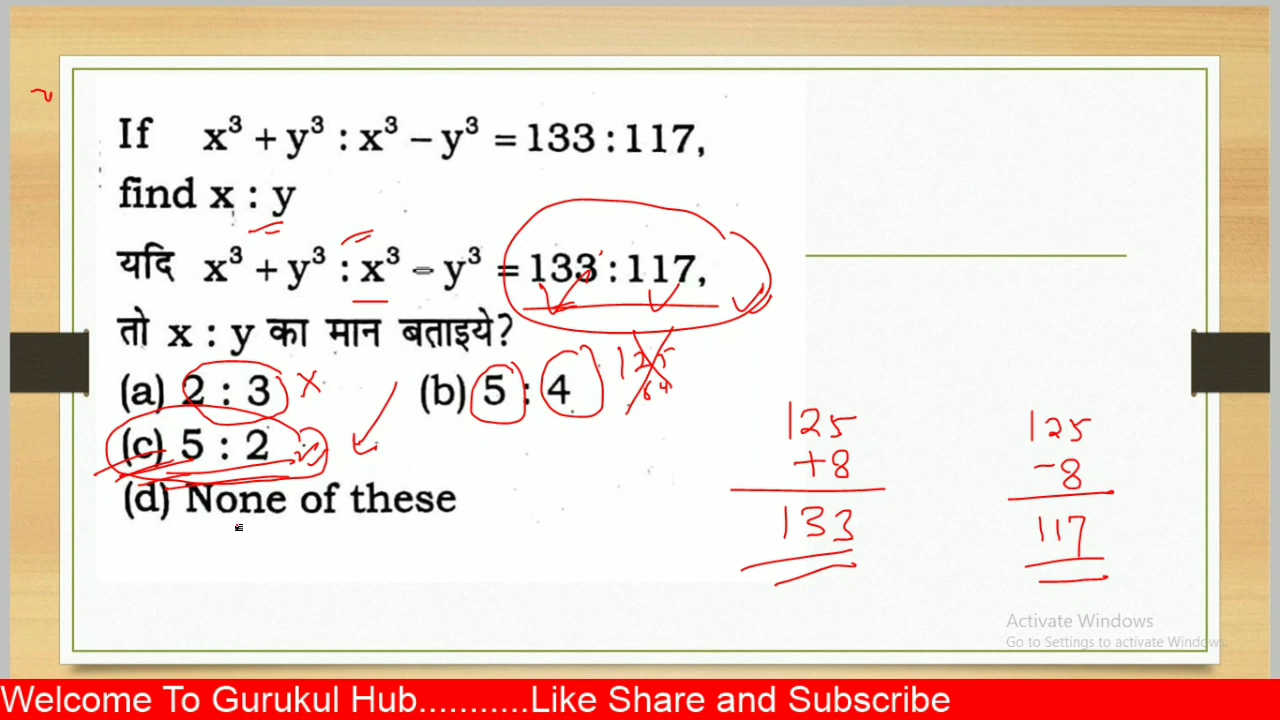 If x³ + y³ : x³ − y³ = 133 : 117,
find x : y
यदि x³ + y³ : x³ − y³ = 133 : 117,
तो x : y का मान बताइये?
(a) 2 : 3 (b) 5 : 4
(c) 5 : 2
(d) None of these
125
64
125
+8
133
125
-8
117
Activate Windows
Go to Settings to activate Windows.
Welcome To Gurukul Hub...........Like Share and Subscribe